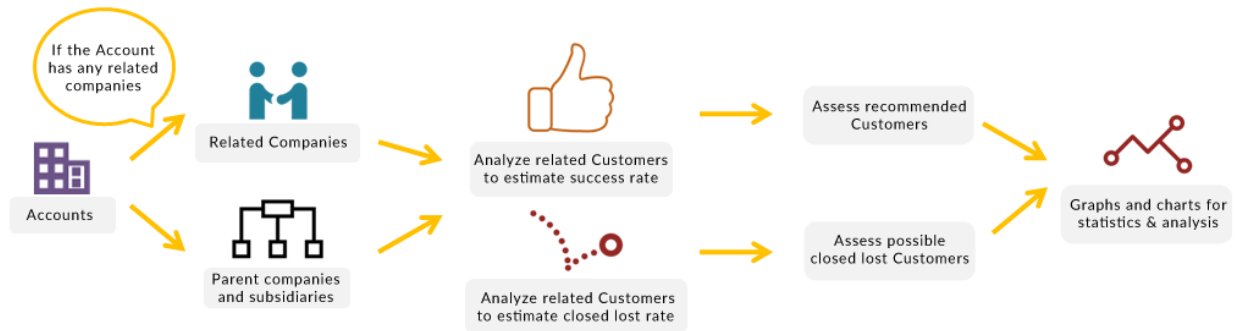 If the Account
has any related
companies
Accounts
Related Companies
Parent companies
and subsidiaries
Analyze related Customers
to estimate success rate
Analyze related Customers
to estimate closed lost rate
Assess recommended
Customers
Assess possible
closed lost Customers
Graphs and charts for
statistics & analysis